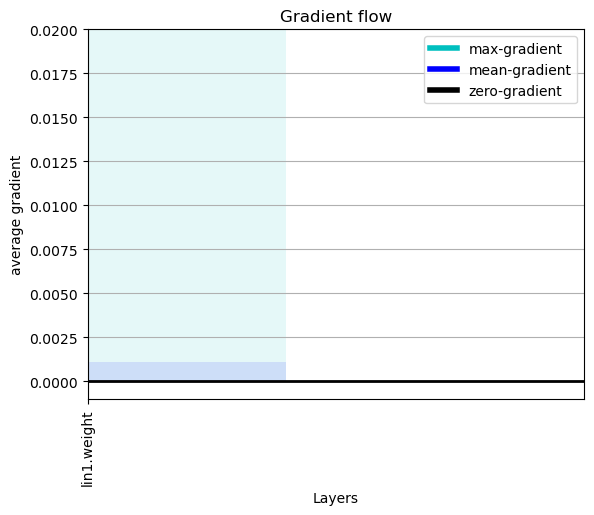 Gradient flow
0.0200
0.0175
0.0150
0.0125
0.0100
0.0075
0.0050
0.0025
0.0000
average gradient
max-gradient
mean-gradient
zero-gradient
lin1.weight
Layers